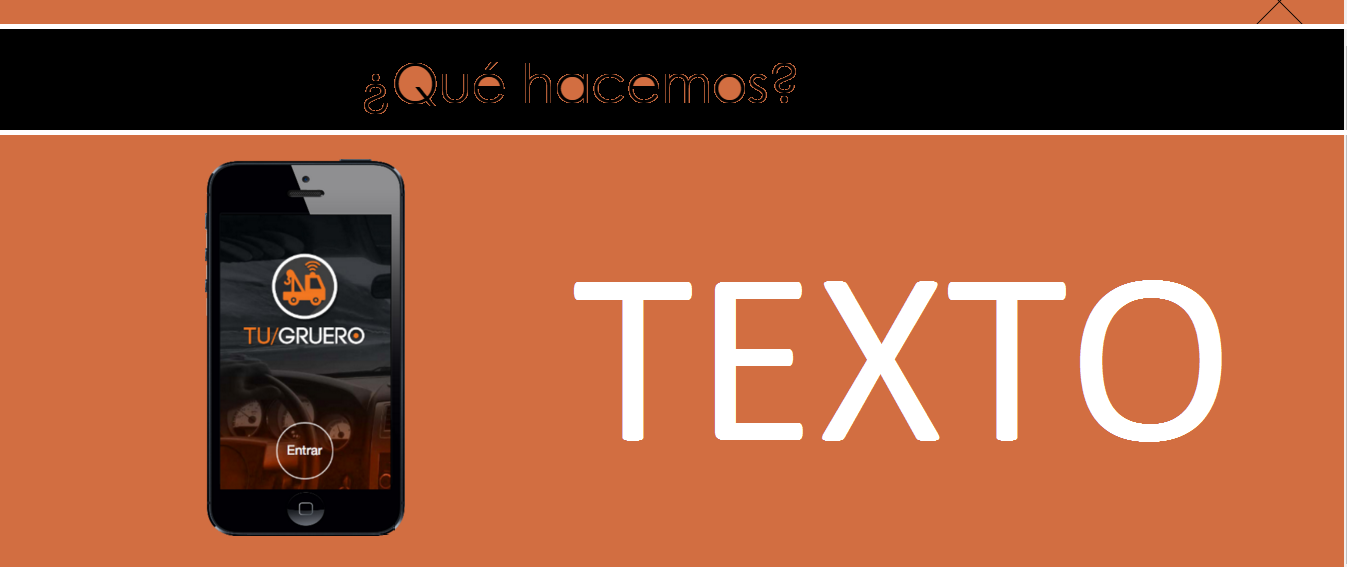 ¿Qué hacemos?
TU/GRUERO
Entrar
TEXTO